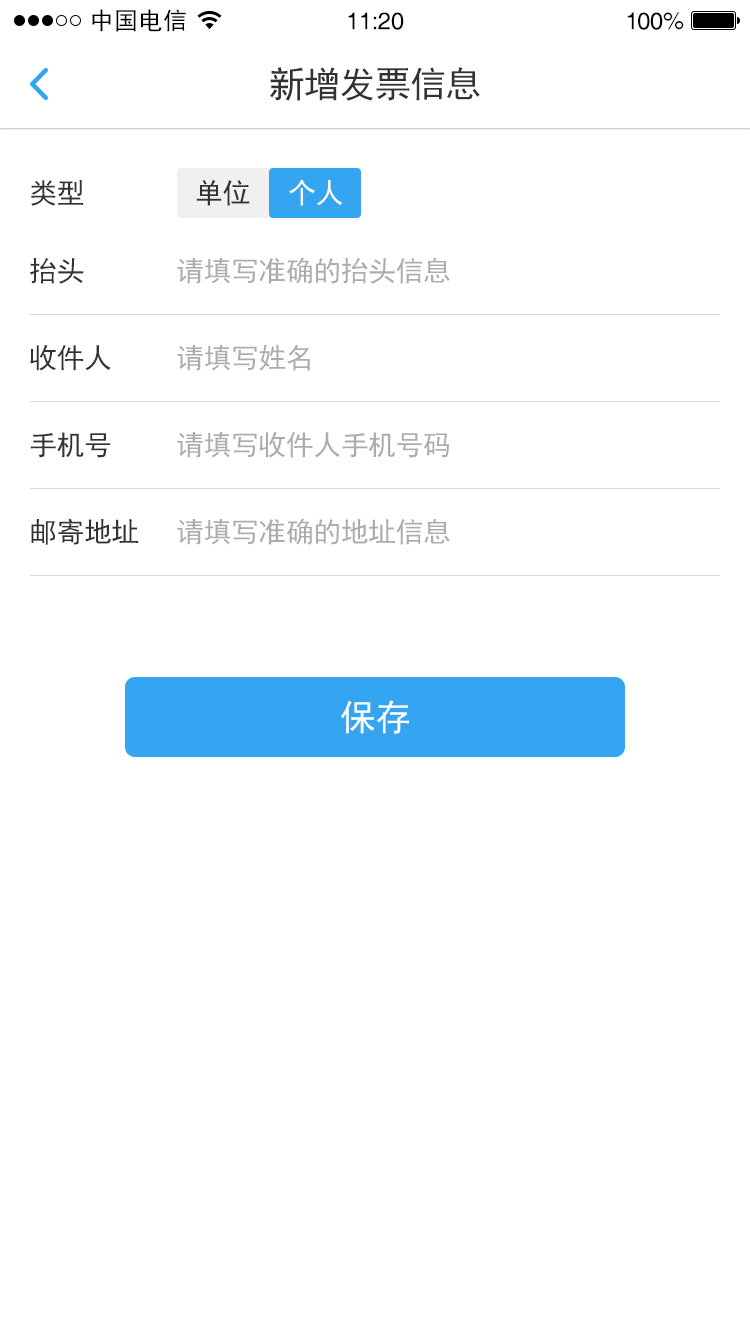 中国电信 11:20 100%
新增发票信息
类型 单位 个人
抬头 请填写准确的抬头信息
收件人 请填写姓名
手机号 请填写收件人手机号码
邮寄地址 请填写准确的地址信息
保存